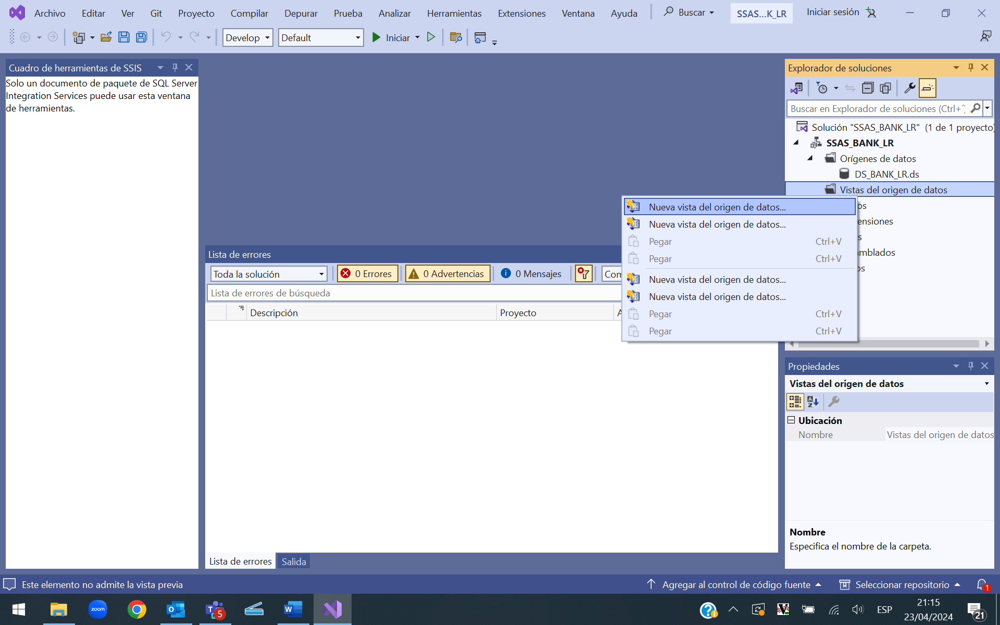 Archivo Editar Ver Git Proyecto Compilar Depurar Prueba Analizar Herramientas Extensiones Ventana Ayuda Buscar SSAS...K_LR Iniciar sesión
Develop Default Iniciar
Cuadro de herramientas de SSIS
Solo un documento de paquete de SQL Server
Integration Services puede usar esta ventana
de herramientas.
Explorador de soluciones
Buscar en Explorador de soluciones (Ctrl+
Solución "SSAS_BANK_LR" (1 de 1 proyecto)
SSAS_BANK_LR
Orígenes de datos
DS_BANK_LR.ds
Vistas del origen de datos
os
ensiones
s
mblados
os
Nueva vista del origen de datos...
Nueva vista del origen de datos...
Pegar Ctrl+V
Pegar Ctrl+V
Nueva vista del origen de datos...
Nueva vista del origen de datos...
Pegar Ctrl+V
Pegar Ctrl+V
Lista de errores
Toda la solución 0 Errores 0 Advertencias 0 Mensajes Com
Lista de errores de búsqueda
Descripción Proyecto A
Lista de errores Salida
Propiedades
Vistas del origen de datos
Ubicación
Nombre Vistas del origen de datos
Nombre
Especifica el nombre de la carpeta.
Este elemento no admite la vista previa Agregar al control de código fuente Seleccionar repositorio 1
zoom 5 ESP 21:15
23/04/2024 21